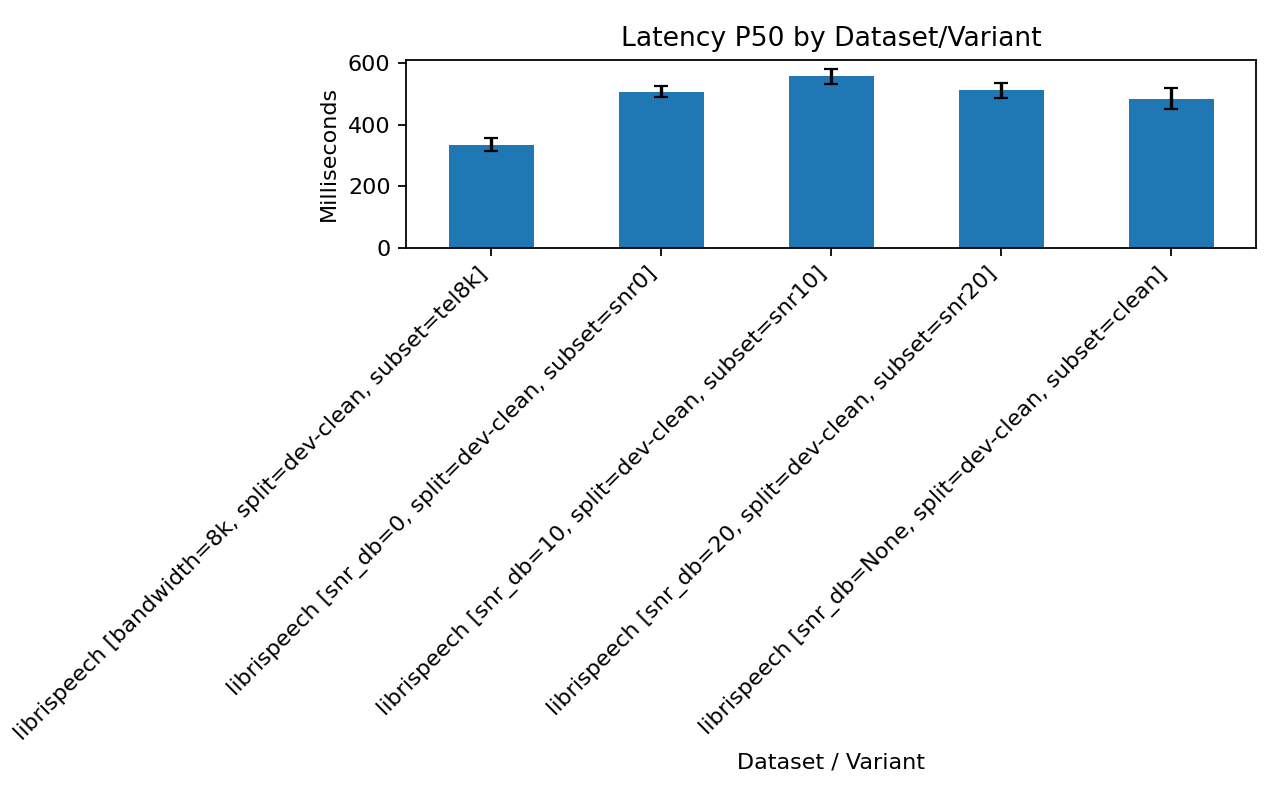 Latency P50 by Dataset/Variant
Milliseconds
600
400
200
0
librispeech [bandwidth=8k, split=dev-clean, subset=tel8k]
librispeech [snr_db=0, split=dev-clean, subset=snr0]
librispeech [snr_db=10, split=dev-clean, subset=snr10]
librispeech [snr_db=20, split=dev-clean, subset=snr20]
librispeech [snr_db=None, split=dev-clean, subset=clean]
Dataset / Variant